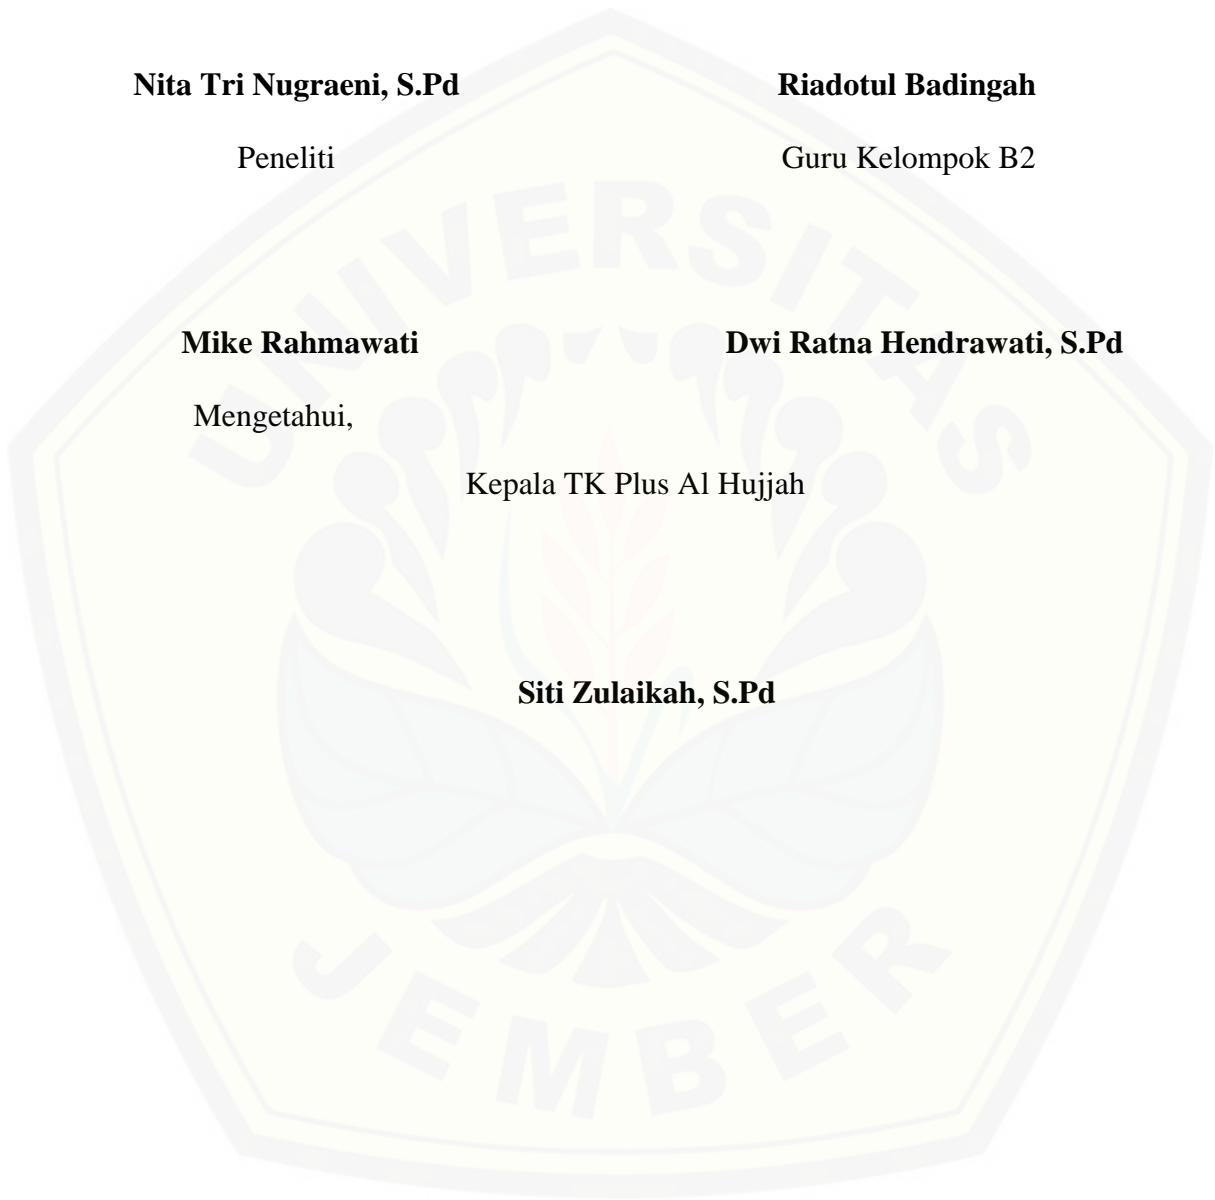 Nita Tri Nugraeni, S.Pd Riadotul Badingah
Peneliti Guru Kelompok B2
Mike Rahmawati Dwi Ratna Hendrawati, S.Pd
Mengetahui,
Kepala TK Plus Al Hujjah
Siti Zulaikah, S.Pd
UNIVERSITAS
JEMBER